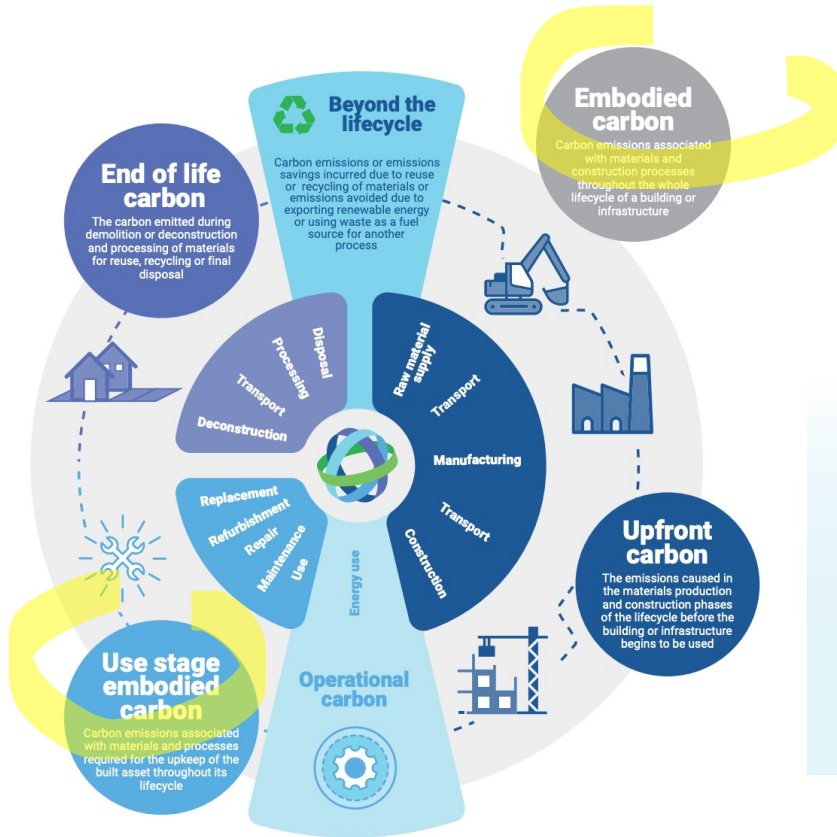 Beyond the
lifecycle
Carbon emissions or emissions
savings incurred due to reuse
or recycling of materials or
emissions avoided due to
exporting renewable energy
or using waste as a fuel
source for another
process
Embodied
carbon
Carbon emissions associated
with materials and
construction processes
throughout the whole
lifecycle of a building or
infrastructure
End of life
carbon
The carbon emitted during
demolition or deconstruction
and processing of materials
for reuse, recycling or final
disposal
Disposal
Processing
Transport
Deconstruction
Raw material
supply
Transport
Manufacturing
Transport
Construction
Replacement
Refurbishment
Repair
Maintenance
Use
Energy use
Upfront
carbon
The emissions caused in
the materials production
and construction phases
of the lifecycle before the
building or infrastructure
begins to be used
Use stage
embodied
carbon
Carbon emissions associated
with materials and processes
required for the upkeep of the
built asset throughout its
lifecycle
Operational
carbon